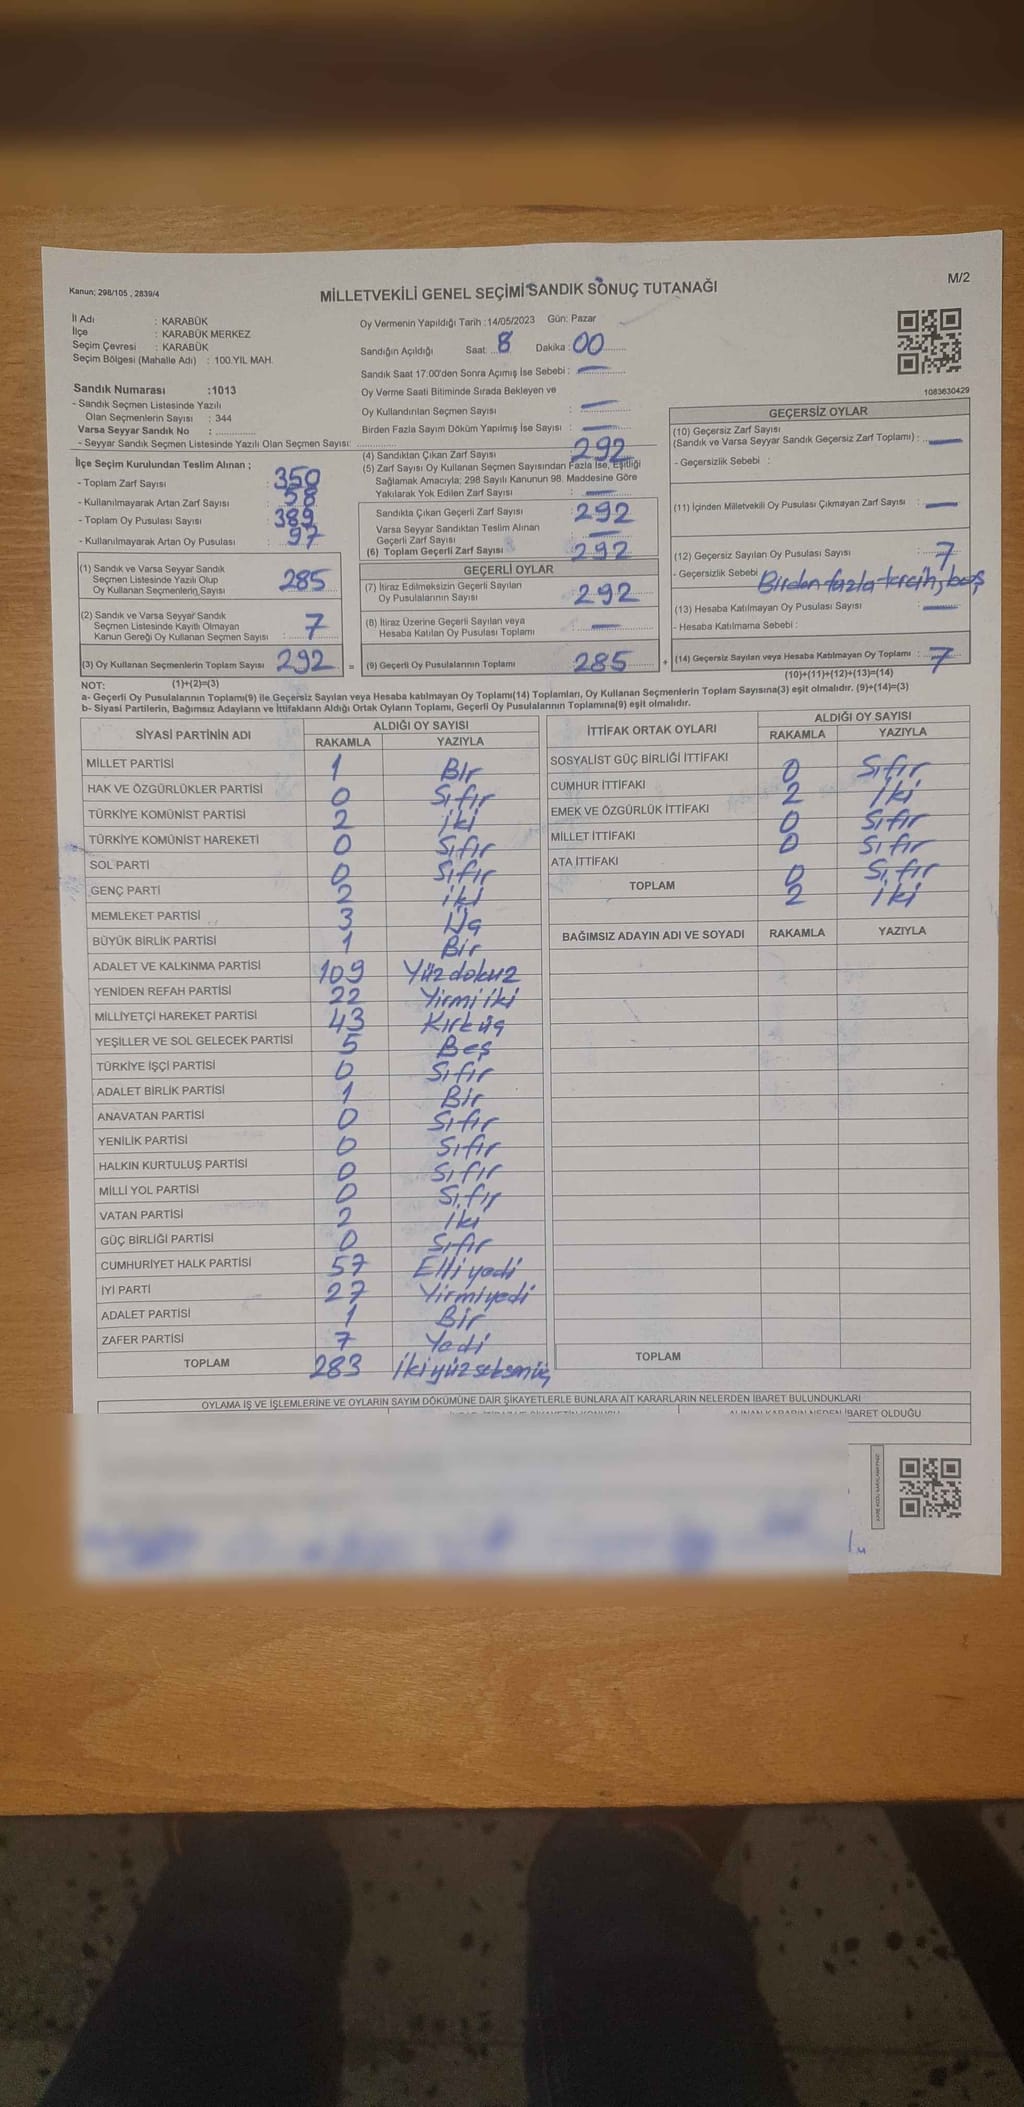 Kanun; 298/105 , 2839/4
MİLLETVEKİLİ GENEL SEÇİMİ SANDIK SONUÇ TUTANAĞI
M/2
İl Adı : KARABÜK
İlçe : KARABÜK MERKEZ
Seçim Çevresi : KARABÜK
Seçim Bölgesi (Mahalle Adı) : 100.YIL MAH.
Sandık Numarası :1013
- Sandık Seçmen Listesinde Yazılı
Olan Seçmenlerin Sayısı : 344
Varsa Seyyar Sandık No :
- Seyyar Sandık Seçmen Listesinde Yazılı Olan Seçmen Sayısı:
Oy Vermenin Yapıldığı Tarih :14/05/2023 Gün: Pazar
Sandığın Açıldığı Saat 8 Dakika : 00
Sandık Saat 17:00'den Sonra Açımış İse Sebebi : —
Oy Verme Saati Bitiminde Sırada Bekleyen ve
Oy Kullandırılan Seçmen Sayısı : —
Birden Fazla Sayım Döküm Yapılmış İse Sayısı : —
1083630429
İlçe Seçim Kurulundan Teslim Alınan ;
- Toplam Zarf Sayısı : 350
- Kullanılmayarak Artan Zarf Sayısı : 58
- Toplam Oy Pusulası Sayısı : 389
- Kullanılmayarak Artan Oy Pusulası : 97
(1) Sandık ve Varsa Seyyar Sandık
Seçmen Listesinde Yazılı Olup
Oy Kullanan Seçmenlerin Sayısı : 285
(2) Sandık ve Varsa Seyyar Sandık
Seçmen Listesinde Kayıtlı Olmayan
Kanun Gereği Oy Kullanan Seçmen Sayısı : 7
(3) Oy Kullanan Seçmenlerin Toplam Sayısı : 292 =
(4) Sandıktan Çıkan Zarf Sayısı : 292
(5) Zarf Sayısı Oy Kullanan Seçmen Sayısından Fazla İse, Eşitliği
Sağlamak Amacıyla; 298 Sayılı Kanunun 98. Maddesine Göre
Yakılarak Yok Edilen Zarf Sayısı : —
Sandıkta Çıkan Geçerli Zarf Sayısı : 292
Varsa Seyyar Sandıktan Teslim Alınan
Geçerli Zarf Sayısı : —
(6) Toplam Geçerli Zarf Sayısı : 292
GEÇERLİ OYLAR
(7) İtiraz Edilmeksizin Geçerli Sayılan
Oy Pusulalarının Sayısı : 292
(8) İtiraz Üzerine Geçerli Sayılan veya
Hesaba Katılan Oy Pusulası Toplamı : —
(9) Geçerli Oy Pusulalarının Toplamı : 285 +
GEÇERSİZ OYLAR
(10) Geçersiz Zarf Sayısı
(Sandık ve Varsa Seyyar Sandık Geçersiz Zarf Toplamı) : —
- Geçersizlik Sebebi :
(11) İçinden Milletvekili Oy Pusulası Çıkmayan Zarf Sayısı : —
(12) Geçersiz Sayılan Oy Pusulası Sayısı : 7
- Geçersizlik Sebebi Birden fazla tercih, boş
(13) Hesaba Katılmayan Oy Pusulası Sayısı : —
- Hesaba Katılmama Sebebi :
(14) Geçersiz Sayılan veya Hesaba Katılmayan Oy Toplamı : 7
NOT: (1)+(2)=(3)
(10)+(11)+(12)+(13)=(14)
a- Geçerli Oy Pusulalarının Toplamı(9) ile Geçersiz Sayılan veya Hesaba katılmayan Oy Toplamı(14) Toplamları, Oy Kullanan Seçmenlerin Toplam Sayısına(3) eşit olmalıdır. (9)+(14)=(3)
b- Siyasi Partilerin, Bağımsız Adayların ve İttifakların Aldığı Ortak Oyların Toplamı, Geçerli Oy Pusulalarının Toplamına(9) eşit olmalıdır.
SİYASİ PARTİNİN ADI ALDIĞI OY SAYISI
RAKAMLA YAZIYLA
MİLLET PARTİSİ 1 Bir
HAK VE ÖZGÜRLÜKLER PARTİSİ 0 Sıfır
TÜRKİYE KOMÜNİST PARTİSİ 2 iki
TÜRKİYE KOMÜNİST HAREKETİ 0 Sıfır
SOL PARTİ 0 Sıfır
GENÇ PARTİ 2 iki
MEMLEKET PARTİSİ 3 Üç
BÜYÜK BİRLİK PARTİSİ 1 Bir
ADALET VE KALKINMA PARTİSİ 109 Yüzdokuz
YENİDEN REFAH PARTİSİ 22 Yirmi iki
MİLLİYETÇİ HAREKET PARTİSİ 43 Kırküç
YEŞİLLER VE SOL GELECEK PARTİSİ 5 Beş
TÜRKİYE İŞÇİ PARTİSİ 0 Sıfır
ADALET BİRLİK PARTİSİ 1 Bir
ANAVATAN PARTİSİ 0 Sıfır
YENİLİK PARTİSİ 0 Sıfır
HALKIN KURTULUŞ PARTİSİ 0 Sıfır
MİLLİ YOL PARTİSİ 0 Sıfır
VATAN PARTİSİ 2 iki
GÜÇ BİRLİĞİ PARTİSİ 0 Sıfır
CUMHURİYET HALK PARTİSİ 57 Elli yedi
İYİ PARTİ 27 Yirmiyedi
ADALET PARTİSİ 1 Bir
ZAFER PARTİSİ 7 Yedi
TOPLAM 283 İkiyüzseksenüç
İTTİFAK ORTAK OYLARI ALDIĞI OY SAYISI
RAKAMLA YAZIYLA
SOSYALİST GÜÇ BİRLİĞİ İTTİFAKI 0 Sıfır
CUMHUR İTTİFAKI 2 İki
EMEK VE ÖZGÜRLÜK İTTİFAKI 0 Sıfır
MİLLET İTTİFAKI 0 Sıfır
ATA İTTİFAKI 0 Sıfır
TOPLAM 2 iki
BAĞIMSIZ ADAYIN ADI VE SOYADI RAKAMLA YAZIYLA
TOPLAM
OYLAMA İŞ VE İŞLEMLERİNE VE OYLARIN SAYIM DÖKÜMÜNE DAİR ŞİKAYETLERLE BUNLARA AİT KARARLARIN NELERDEN İBARET BULUNDUKLARI
ALINAN KARARIN NEDEN İBARET OLDUĞU